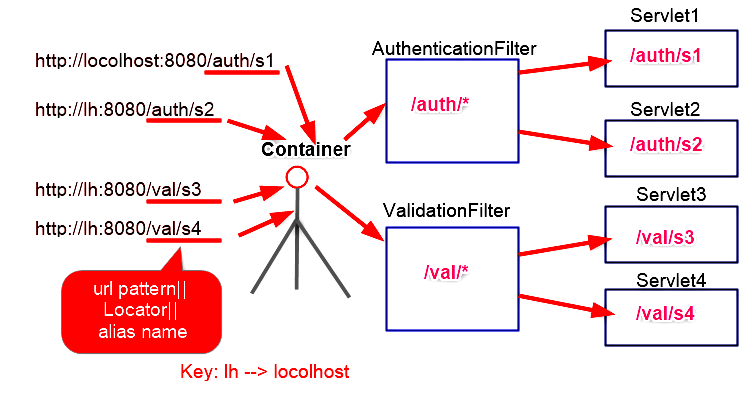 http://locolhost:8080/auth/s1
http://lh:8080/auth/s2
http://lh:8080/val/s3
http://lh:8080/val/s4
url pattern||
Locator||
alias name
Key: lh --> locolhost
Container
AuthenticationFilter
/auth/*
ValidationFilter
/val/*
Servlet1
/auth/s1
Servlet2
/auth/s2
Servlet3
/val/s3
Servlet4
/val/s4